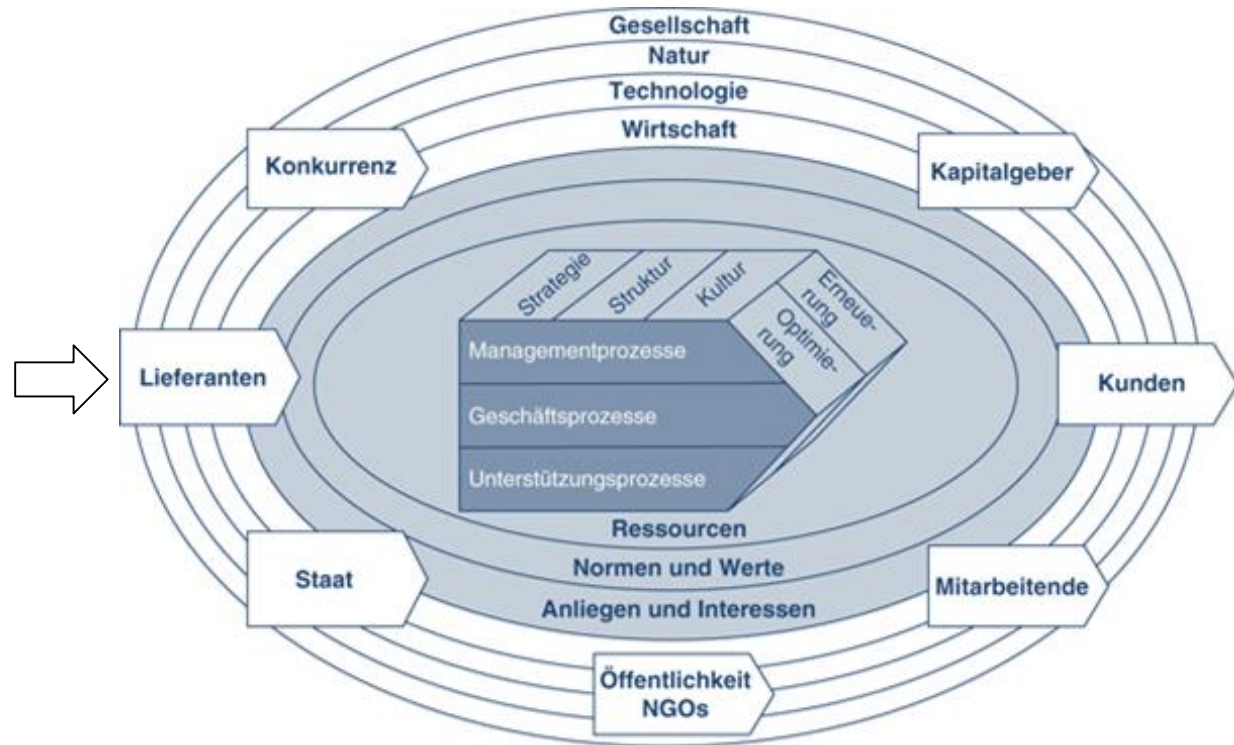 Gesellschaft
Natur
Technologie
Wirtschaft
Konkurrenz
Kapitalgeber
Strategie
Struktur
Kultur
Erneue-
rung
Optimie-
rung
Managementprozesse
Lieferanten
Kunden
Geschäftsprozesse
Unterstützungsprozesse
Ressourcen
Normen und Werte
Staat
Mitarbeitende
Anliegen und Interessen
Öffentlichkeit
NGOs